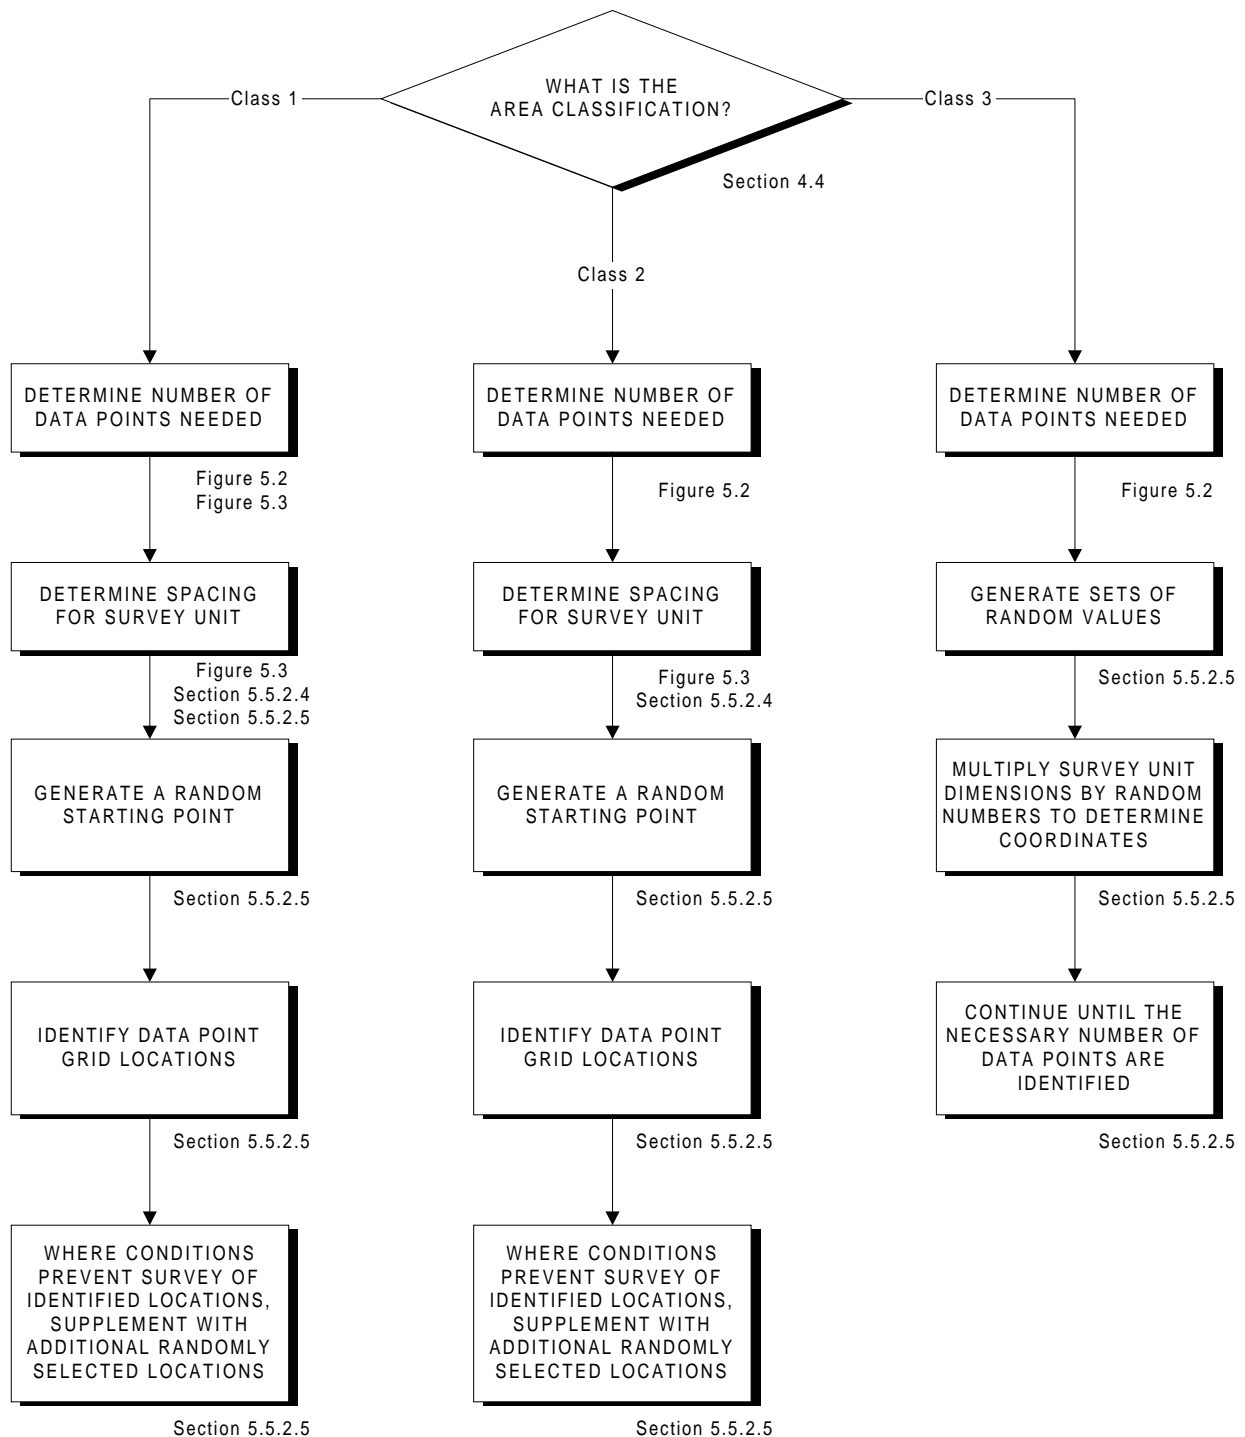 WHAT IS THE
AREA CLASSIFICATION?
Section 4.4
Class 1
Class 2
Class 3
DETERMINE NUMBER OF
DATA POINTS NEEDED
Figure 5.2
Figure 5.3
DETERMINE SPACING
FOR SURVEY UNIT
Figure 5.3
Section 5.5.2.4
Section 5.5.2.5
GENERATE A RANDOM
STARTING POINT
Section 5.5.2.5
IDENTIFY DATA POINT
GRID LOCATIONS
Section 5.5.2.5
WHERE CONDITIONS
PREVENT SURVEY OF
IDENTIFIED LOCATIONS,
SUPPLEMENT WITH
ADDITIONAL RANDOMLY
SELECTED LOCATIONS
Section 5.5.2.5
DETERMINE NUMBER OF
DATA POINTS NEEDED
Figure 5.2
DETERMINE SPACING
FOR SURVEY UNIT
Figure 5.3
Section 5.5.2.4
GENERATE A RANDOM
STARTING POINT
Section 5.5.2.5
IDENTIFY DATA POINT
GRID LOCATIONS
Section 5.5.2.5
WHERE CONDITIONS
PREVENT SURVEY OF
IDENTIFIED LOCATIONS,
SUPPLEMENT WITH
ADDITIONAL RANDOMLY
SELECTED LOCATIONS
Section 5.5.2.5
DETERMINE NUMBER OF
DATA POINTS NEEDED
Figure 5.2
GENERATE SETS OF
RANDOM VALUES
Section 5.5.2.5
MULTIPLY SURVEY UNIT
DIMENSIONS BY RANDOM
NUMBERS TO DETERMINE
COORDINATES
Section 5.5.2.5
CONTINUE UNTIL THE
NECESSARY NUMBER OF
DATA POINTS ARE
IDENTIFIED
Section 5.5.2.5